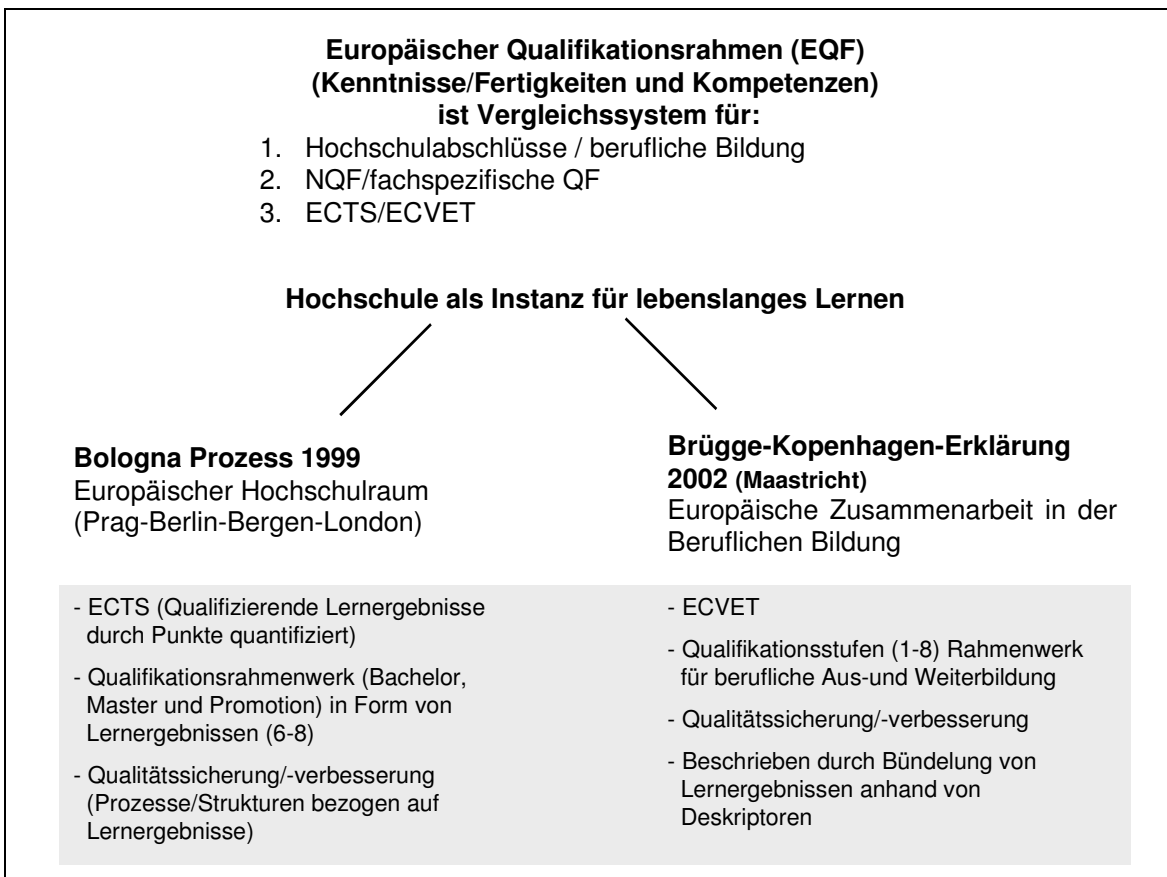 Europäischer Qualifikationsrahmen (EQF)
(Kenntnisse/Fertigkeiten und Kompetenzen)
ist Vergleichssystem für:
1. Hochschulabschlüsse / berufliche Bildung
2. NQF/fachspezifische QF
3. ECTS/ECVET
Hochschule als Instanz für lebenslanges Lernen
Bologna Prozess 1999
Europäischer Hochschulraum
(Prag-Berlin-Bergen-London)
Brügge-Kopenhagen-Erklärung
2002 (Maastricht)
Europäische Zusammenarbeit in der
Beruflichen Bildung
- ECTS (Qualifizierende Lernergebnisse
durch Punkte quantifiziert)
- Qualifikationsrahmenwerk (Bachelor,
Master und Promotion) in Form von
Lernergebnissen (6-8)
- Qualitätssicherung/-verbesserung
(Prozesse/Strukturen bezogen auf
Lernergebnisse)
- ECVET
- Qualifikationsstufen (1-8) Rahmenwerk
für berufliche Aus-und Weiterbildung
- Qualitätssicherung/-verbesserung
- Beschrieben durch Bündelung von
Lernergebnissen anhand von
Deskriptoren